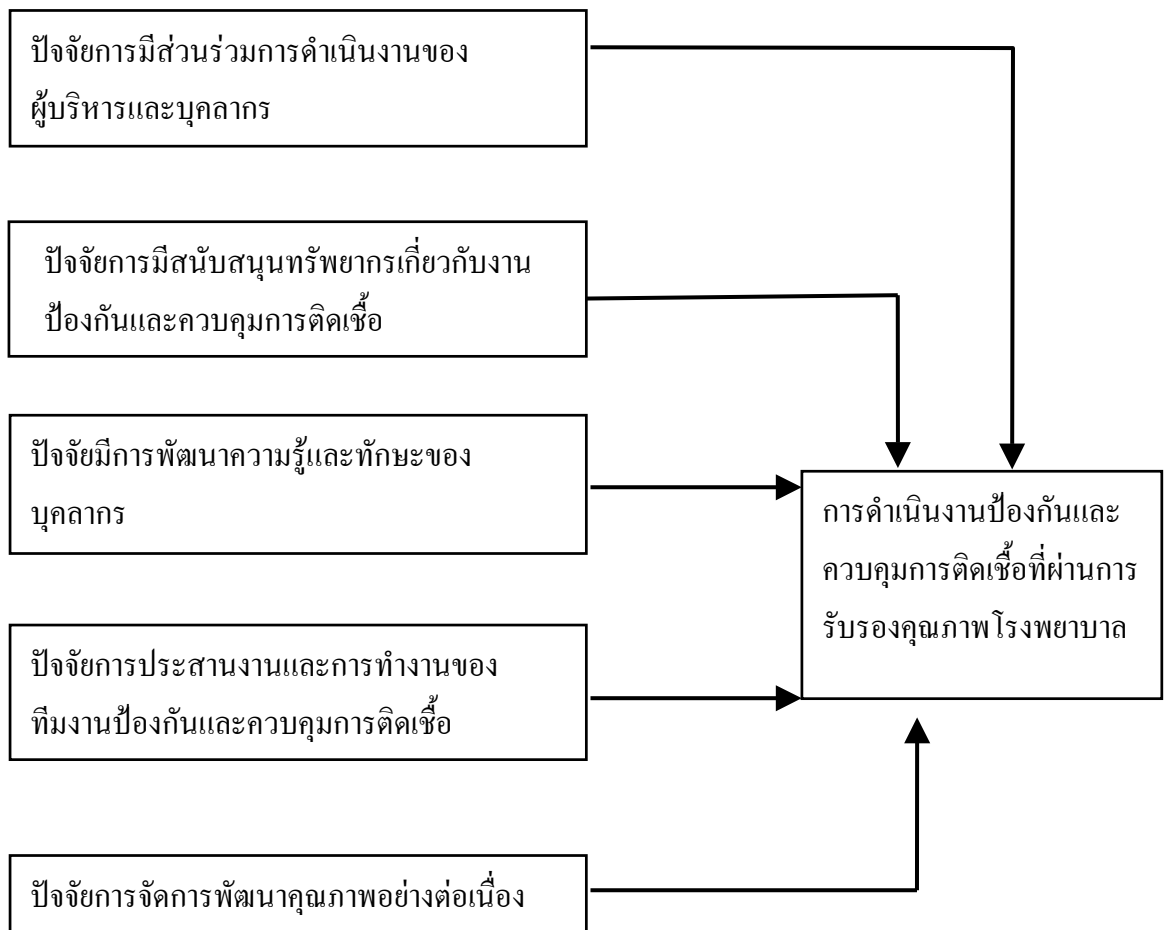 ปัจจัยการมีส่วนร่วมการดำเนินงานของ
ผู้บริหารและบุคลากร
ปัจจัยการมีสนับสนุนทรัพยากรเกี่ยวกับงาน
ป้องกันและควบคุมการติดเชื้อ
ปัจจัยมีการพัฒนาความรู้และทักษะของ
บุคลากร
การดำเนินงานป้องกันและ
ควบคุมการติดเชื้อที่ผ่านการ
รับรองคุณภาพโรงพยาบาล
ปัจจัยการประสานงานและการทำงานของ
ทีมงานป้องกันและควบคุมการติดเชื้อ
ปัจจัยการจัดการพัฒนาคุณภาพอย่างต่อเนื่อง